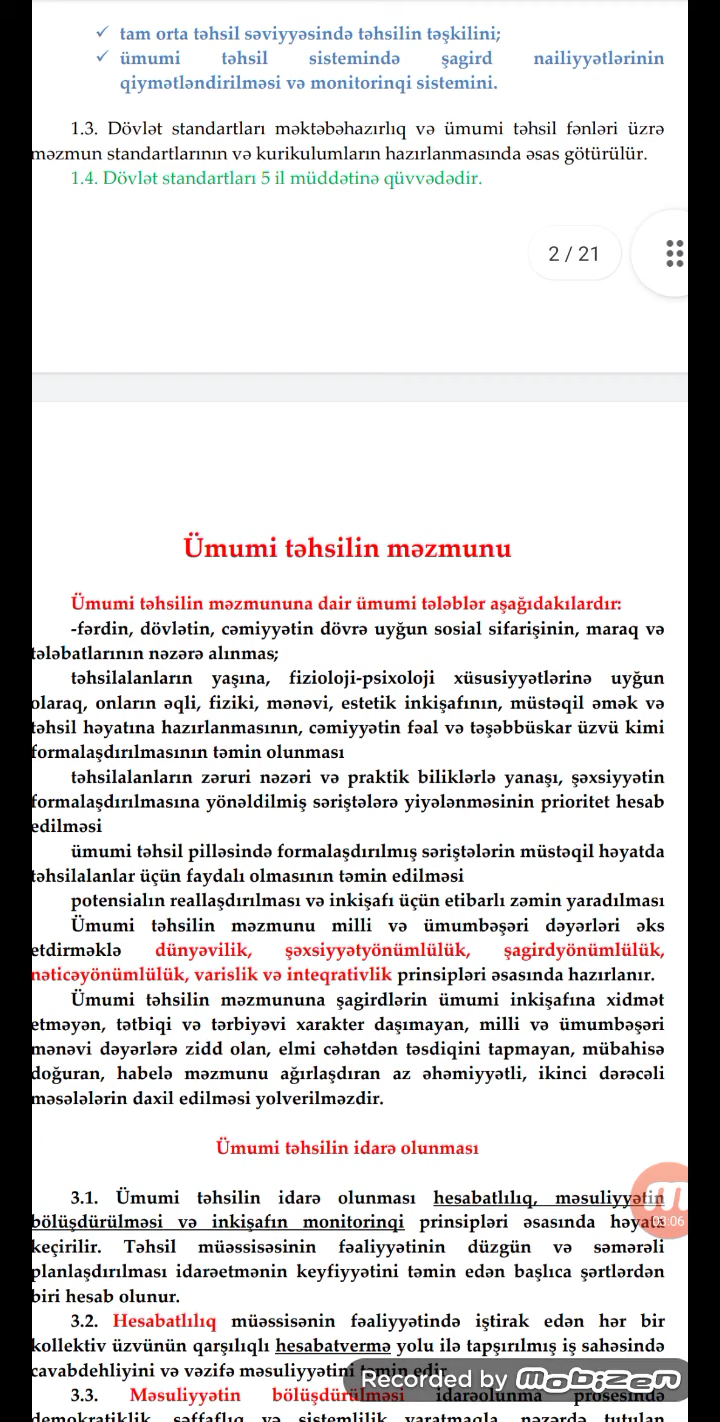 ✓ tam orta təhsil səviyyəsində təhsilin təşkilini;
✓ ümumi təhsil sistemində şagird nailiyyətlərinin
qiymətləndirilməsi və monitorinqi sistemini.
1.3. Dövlət standartları məktəbəhazırlıq və ümumi təhsil fənləri üzrə
məzmun standartlarının və kurikulumların hazırlanmasında əsas götürülür.
1.4. Dövlət standartları 5 il müddətinə qüvvədədir.
2 / 21
Ümumi təhsilin məzmunu
Ümumi təhsilin məzmununa dair ümumi tələblər aşağıdakılardır:
-fərdin, dövlətin, cəmiyyətin dövrə uyğun sosial sifarişinin, maraq və
tələbatlarının nəzərə alınmas;
təhsilalanların yaşına, fizioloji-psixoloji xüsusiyyətlərinə uyğun
olaraq, onların əqli, fiziki, mənəvi, estetik inkişafının, müstəqil əmək və
təhsil həyatına hazırlanmasının, cəmiyyətin fəal və təşəbbüskar üzvü kimi
formalaşdırılmasının təmin olunması
təhsilalanların zəruri nəzəri və praktik biliklərlə yanaşı, şəxsiyyətin
formalaşdırılmasına yönəldilmiş səriştələrə yiyələnməsinin prioritet hesab
edilməsi
ümumi təhsil pilləsində formalaşdırılmış səriştələrin müstəqil həyatda
təhsilalanlar üçün faydalı olmasının təmin edilməsi
potensialın reallaşdırılması və inkişafı üçün etibarlı zəmin yaradılması
Ümumi təhsilin məzmunu milli və ümumbəşəri dəyərləri əks
etdirməklə dünyəvilik, şəxsiyyətyönümlülük, şagirdyönümlülük,
nəticəyönümlülük, varislik və inteqrativlik prinsipləri əsasında hazırlanır.
Ümumi təhsilin məzmununa şagirdlərin ümumi inkişafına xidmət
etməyən, tətbiqi və tərbiyəvi xarakter daşımayan, milli və ümumbəşəri
mənəvi dəyərlərə zidd olan, elmi cəhətdən təsdiqini tapmayan, mübahisə
doğuran, habelə məzmunu ağırlaşdıran az əhəmiyyətli, ikinci dərəcəli
məsələlərin daxil edilməsi yolverilməzdir.
Ümumi təhsilin idarə olunması
3.1. Ümumi təhsilin idarə olunması hesabatlılıq, məsuliyyətin
bölüşdürülməsi və inkişafın monitorinqi prinsipləri əsasında həyata
03:06
keçirilir. Təhsil müəssisəsinin fəaliyyətinin düzgün və səmərəli
planlaşdırılması idarəetmənin keyfiyyətini təmin edən başlıca şərtlərdən
biri hesab olunur.
3.2. Hesabatlılıq müəssisənin fəaliyyətində iştirak edən hər bir
kollektiv üzvünün qarşılıqlı hesabatvermə yolu ilə tapşırılmış iş sahəsində
cavabdehliyini və vəzifə məsuliyyətini təmin edir.
Recorded by mobizen
3.3. Məsuliyyətin bölüşdürülməsi idarəolunma prosesində
demokratiklik, şəffaflıq və sistemlilik yaratmaqla nəzərdə tutulan